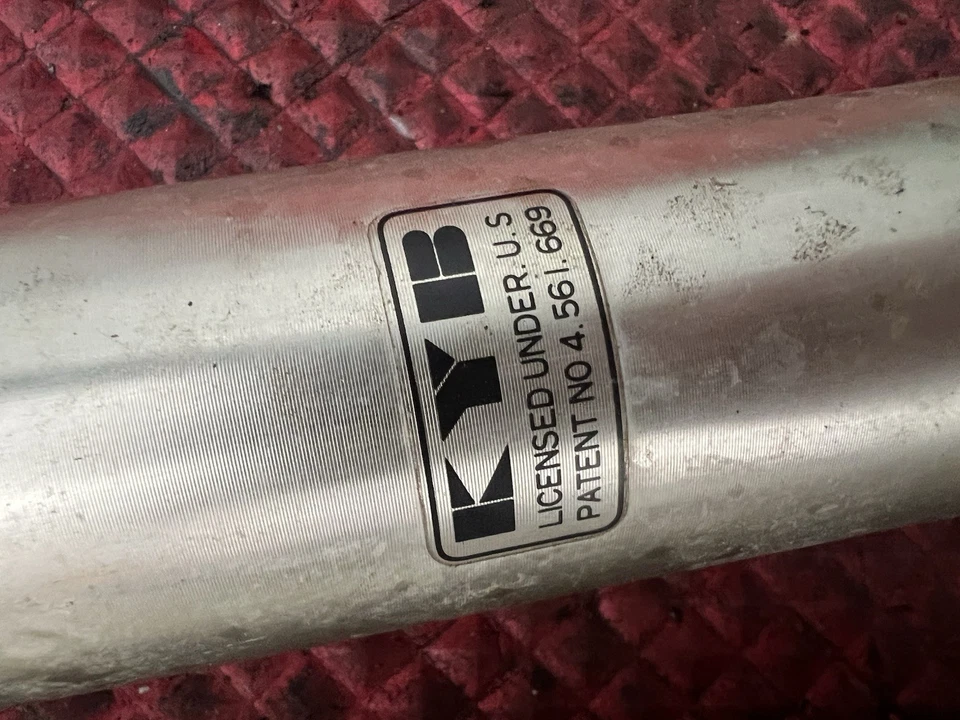 KYB
LICENSED UNDER. U.S
PATENT NO 4.561.669